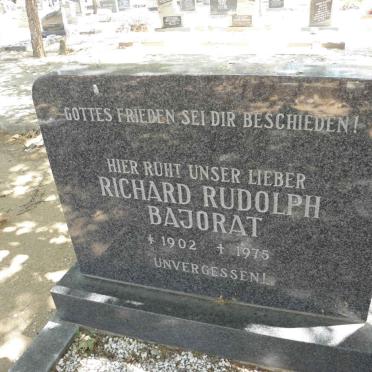 GOTTES FRIEDEN SEI DIR BESCHIEDEN!
HIER RUHT UNSER LIEBER
RICHARD RUDOLPH
BAJORAT
* 1902 † 1975
UNVERGESSEN!